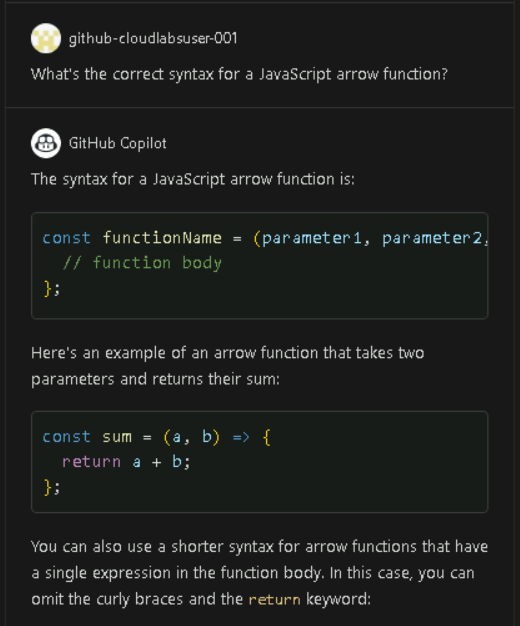 github-cloudlabsuser-001
What's the correct syntax for a JavaScript arrow function?
GitHub Copilot
The syntax for a JavaScript arrow function is:
const functionName = (parameter1, parameter2,
// function body
};
Here's an example of an arrow function that takes two
parameters and returns their sum:
const sum = (a, b) => {
return a + b;
};
You can also use a shorter syntax for arrow functions that have
a single expression in the function body. In this case, you can
omit the curly braces and the return keyword: